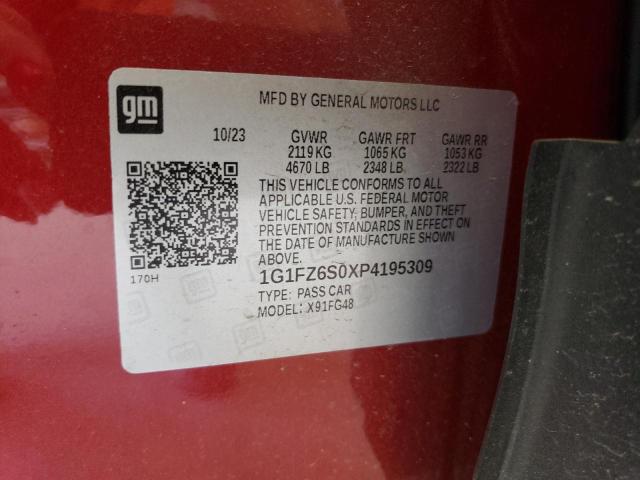 gm
MFD BY GENERAL MOTORS LLC
10/23 GVWR GAWR FRT GAWR RR
2119 KG 1065 KG 1053 KG
4670 LB 2348 LB 2322 LB
THIS VEHICLE CONFORMS TO ALL
APPLICABLE U.S. FEDERAL MOTOR
VEHICLE SAFETY, BUMPER, AND THEFT
PREVENTION STANDARDS IN EFFECT ON
THE DATE OF MANUFACTURE SHOWN
ABOVE.
170H
1G1FZ6S0XP4195309
TYPE: PASS CAR
MODEL: X91FG48